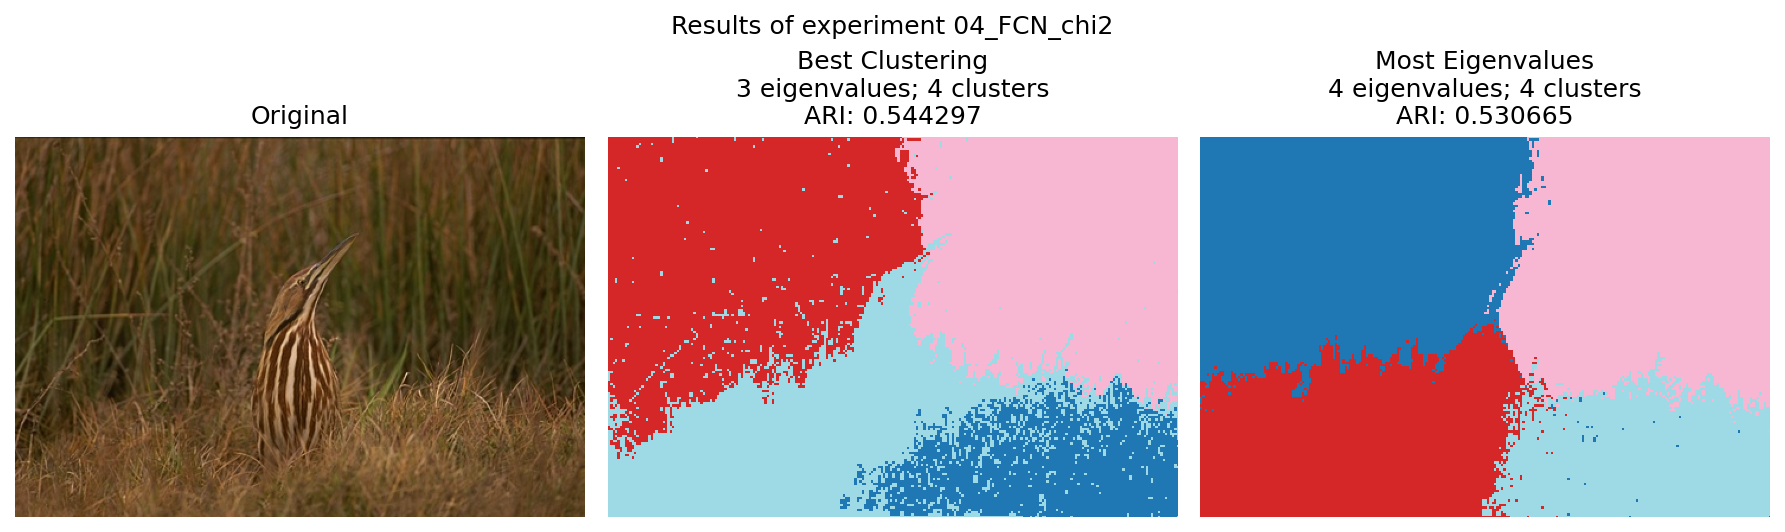 Results of experiment 04_FCN_chi2
Original
Best Clustering
3 eigenvalues; 4 clusters
ARI: 0.544297
Most Eigenvalues
4 eigenvalues; 4 clusters
ARI: 0.530665